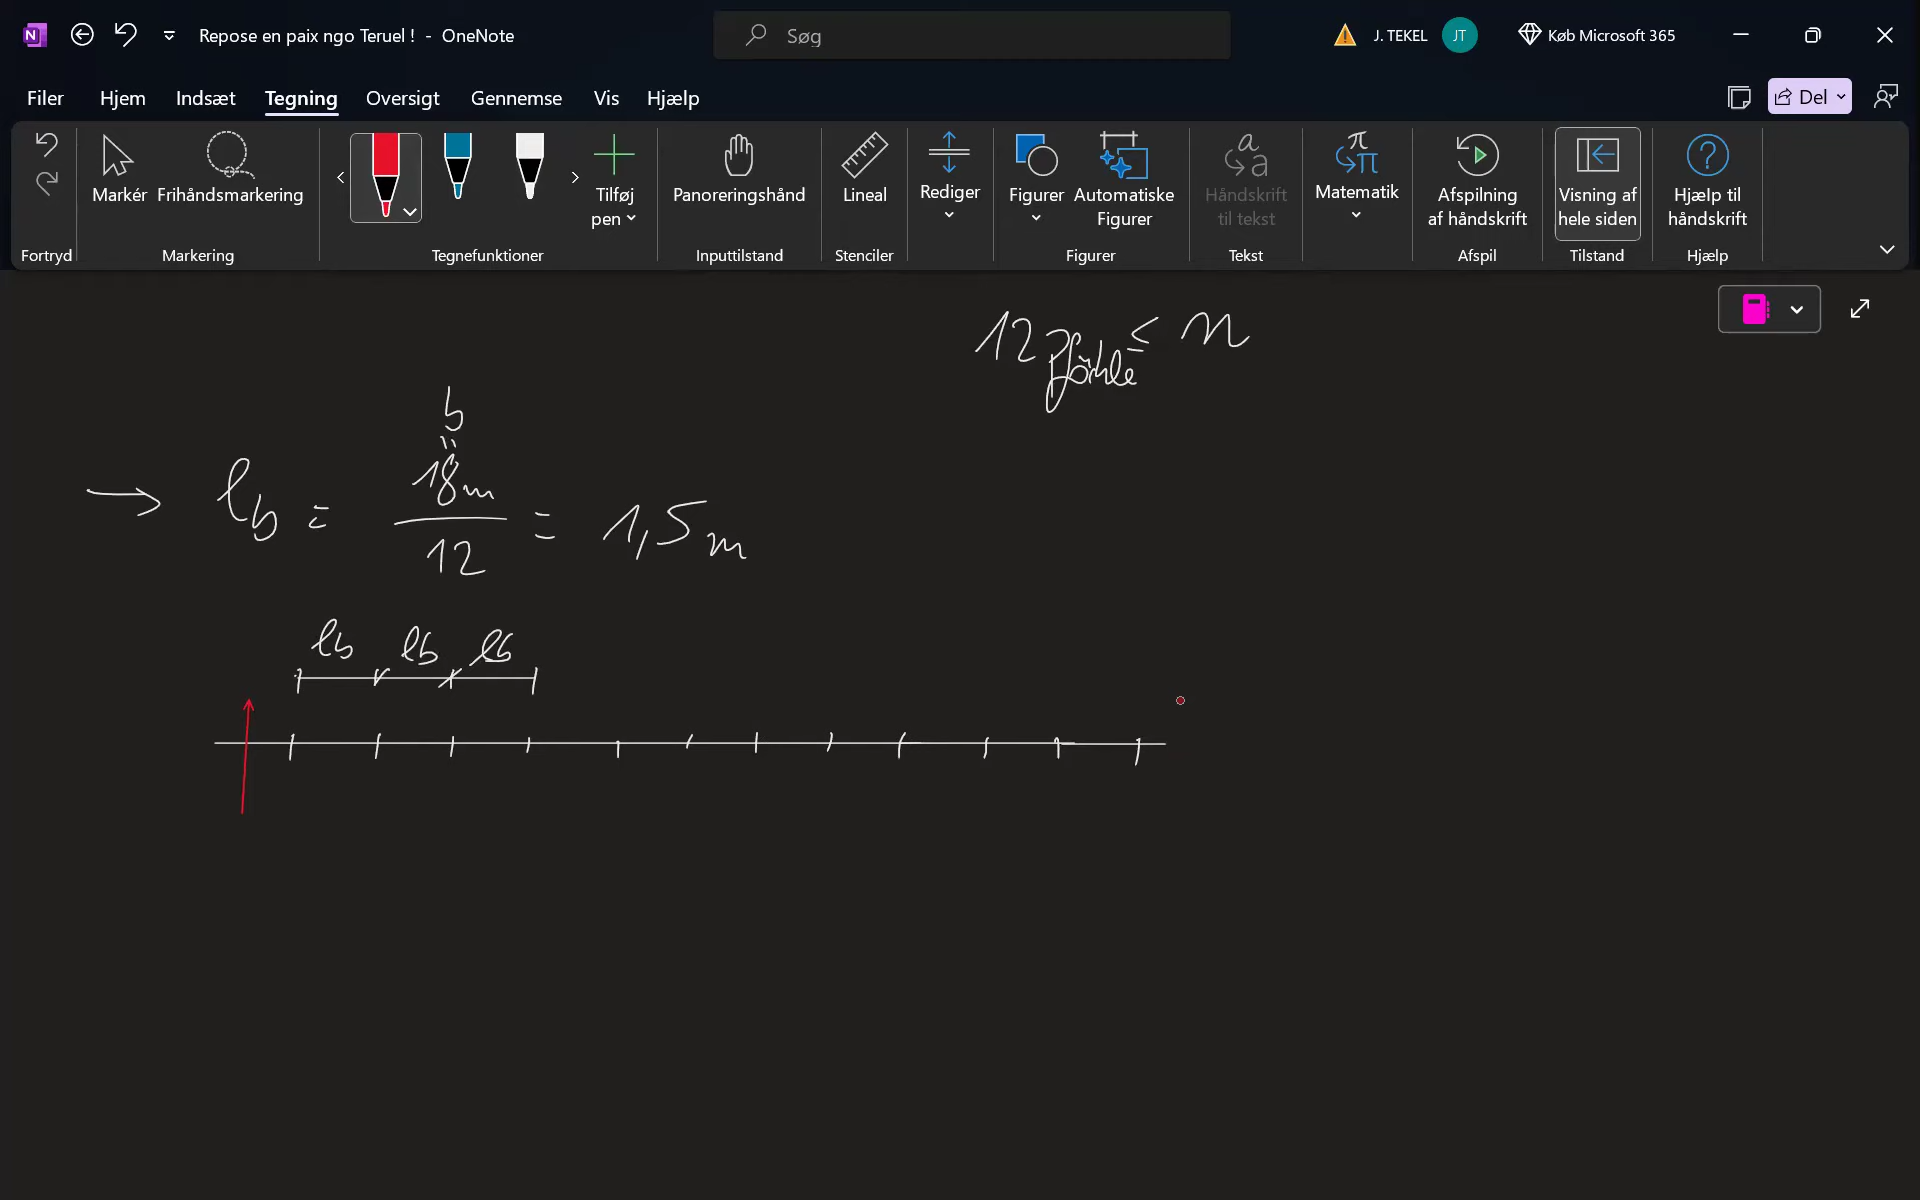 Repose en paix ngo Teruel ! - OneNote
Søg
J. TEKEL
JT
Køb Microsoft 365
Filer Hjem Indsæt Tegning Oversigt Gennemse Vis Hjælp
Del
Markér Frihåndsmarkering
Tilføj pen
Panoreringshånd
Lineal
Rediger
Figurer
Automatiske Figurer
Håndskrift til tekst
Matematik
Afspilning af håndskrift
Visning af hele siden
Hjælp til håndskrift
Fortryd Markering Tegnefunktioner Inputtilstand Stenciler Figurer Tekst Afspil Tilstand Hjælp
12 ≤ n
b
"
→ lb = 18m / 12 = 1,5 m
lb lb lb